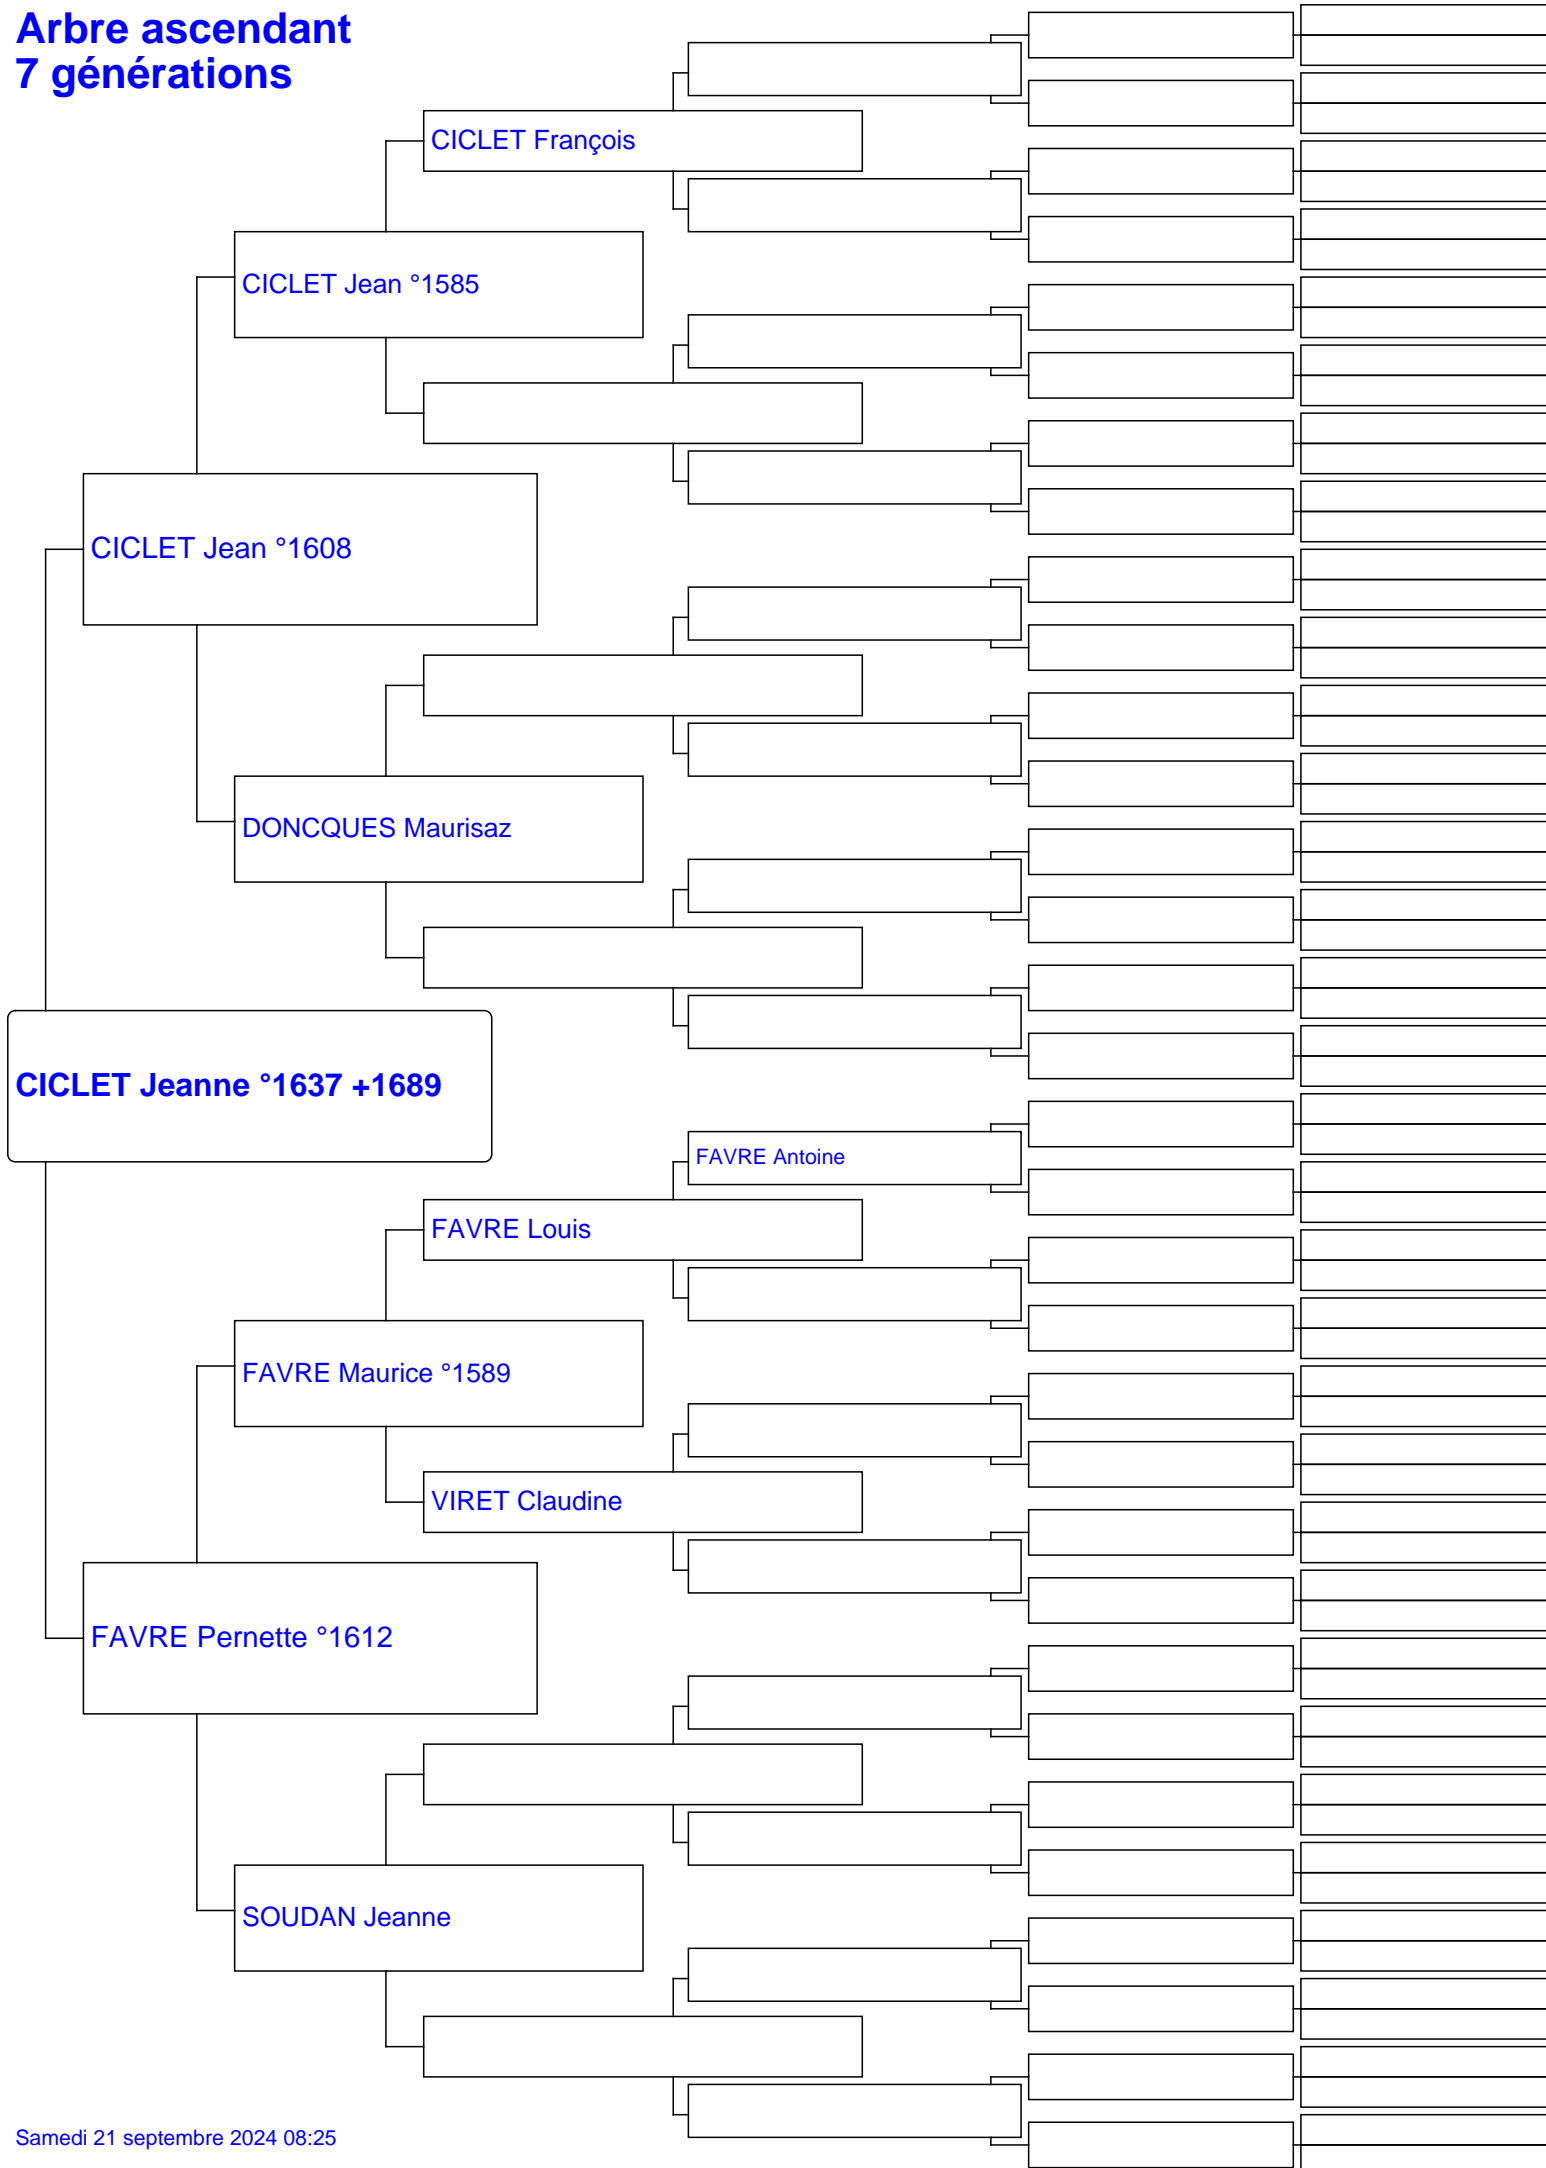 Arbre ascendant
7 générations
CICLET François
CICLET Jean °1585
CICLET Jean °1608
DONCQUES Maurisaz
CICLET Jeanne °1637 +1689
FAVRE Antoine
FAVRE Louis
FAVRE Maurice °1589
VIRET Claudine
FAVRE Pernette °1612
SOUDAN Jeanne
Samedi 21 septembre 2024 08:25